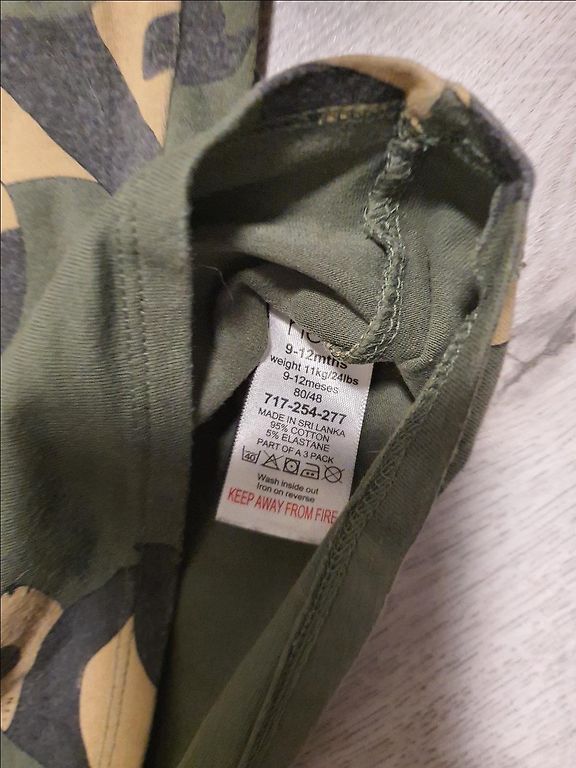 9-12mths
weight 11kg/24lbs
9-12meses
80/48
717-254-277
MADE IN SRI LANKA
95% COTTON
5% ELASTANE
PART OF A 3 PACK
40
Wash inside out
Iron on reverse
KEEP AWAY FROM FIRE